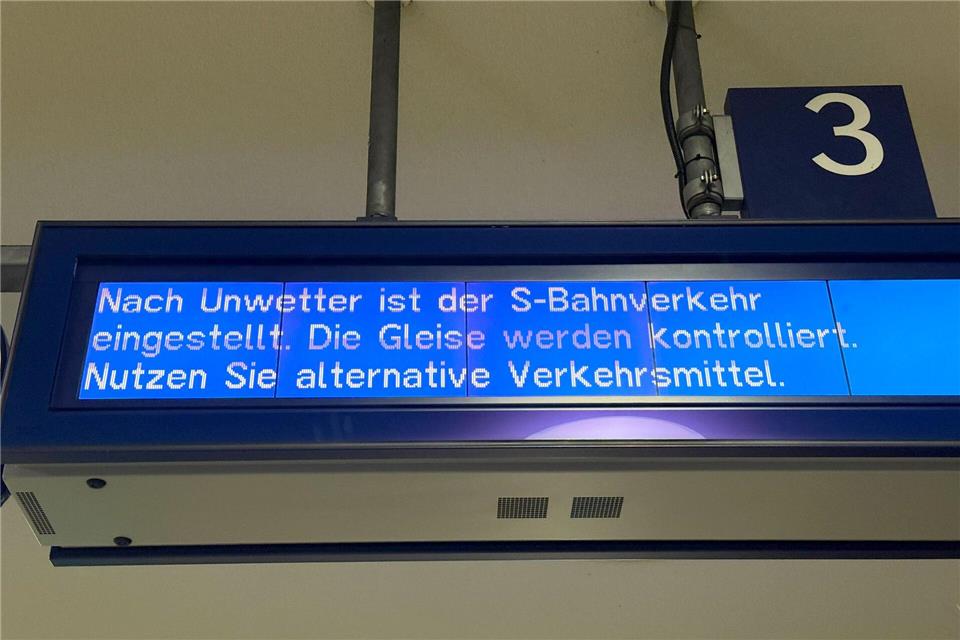 3
Nach Unwetter ist der S-Bahnverkehr
eingestellt. Die Gleise werden kontrolliert.
Nutzen Sie alternative Verkehrsmittel.